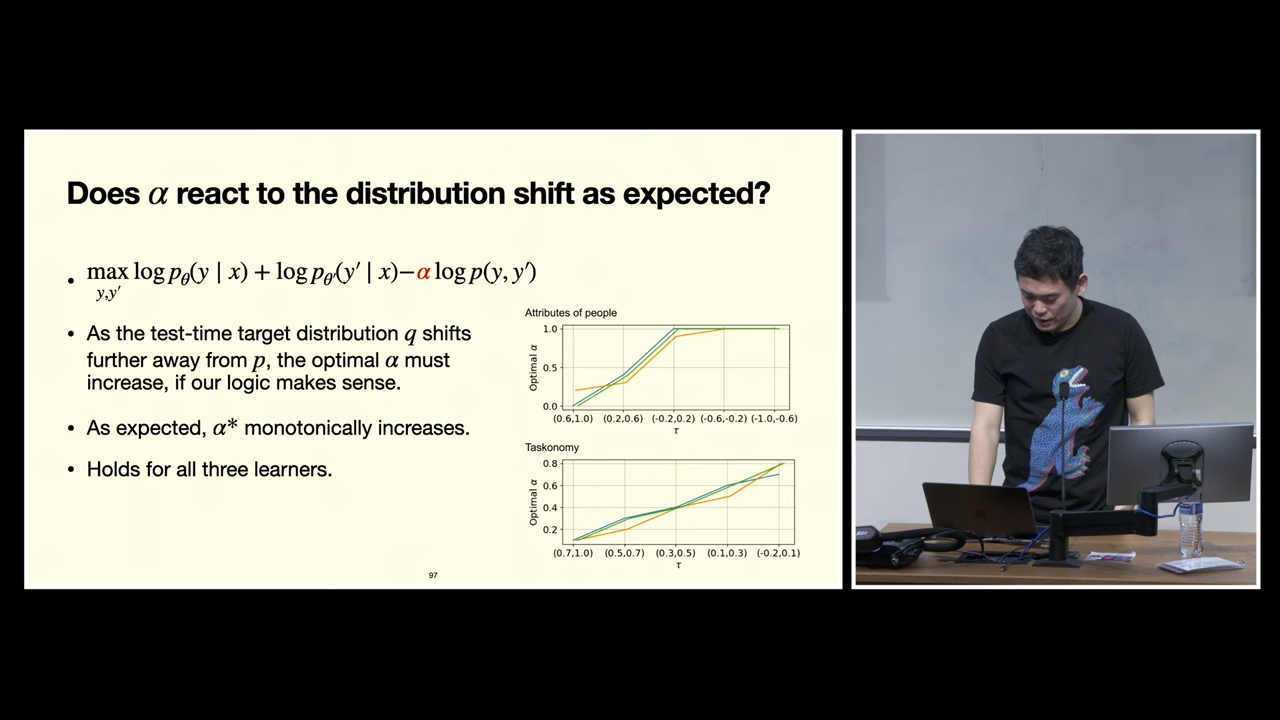 Does α react to the distribution shift as expected?
• max log pθ(y | x) + log pθ′(y′ | x)−α log p(y, y′)
y,y′
• As the test-time target distribution q shifts
further away from p, the optimal α must
increase, if our logic makes sense.
• As expected, α* monotonically increases.
• Holds for all three learners.
Attributes of people
Optimal α
1.0
0.5
0.0
(0.6,1.0) (0.2,0.6) (-0.2,0.2) (-0.6,-0.2) (-1.0,-0.6)
τ
Taskonomy
Optimal α
0.8
0.6
0.4
0.2
(0.7,1.0) (0.5,0.7) (0.3,0.5) (0.1,0.3) (-0.2,0.1)
τ
97